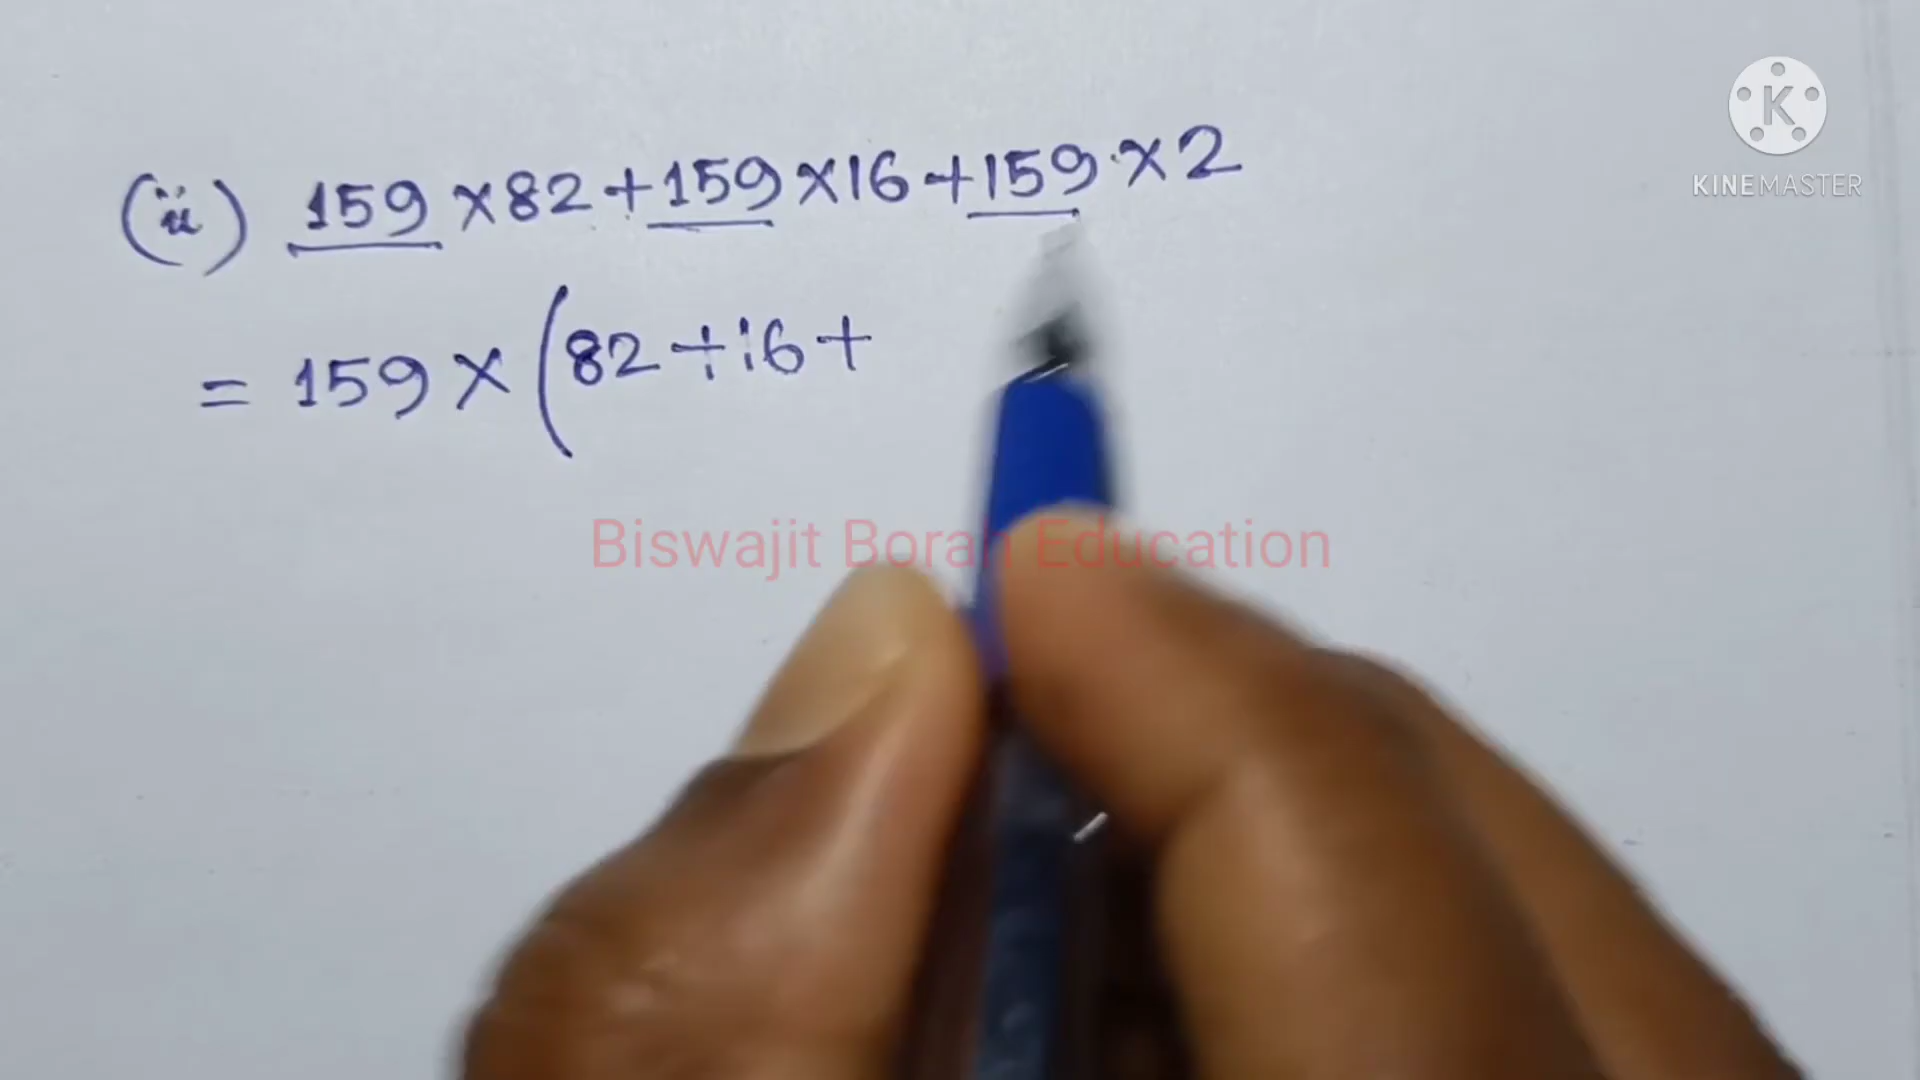 (ii) 159 × 82 + 159 × 16 + 159 × 2
= 159 × (82 + 16 +
KINEMASTER
Biswajit Borah Education